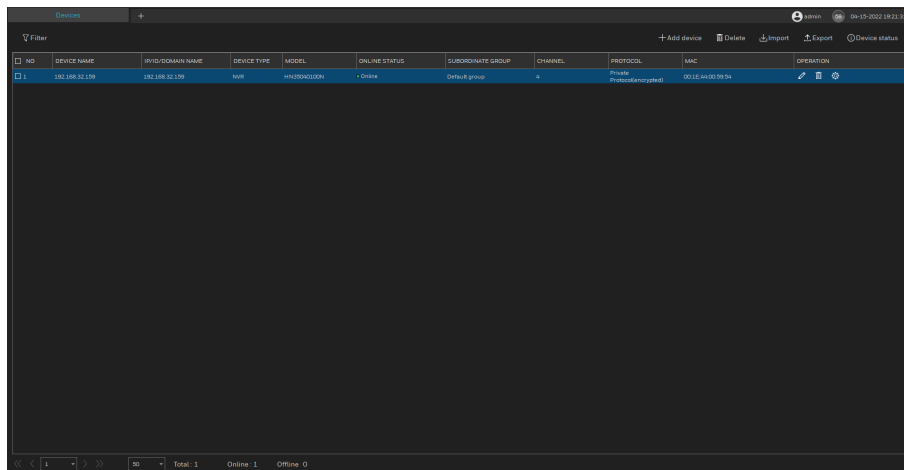 Devices +
admin 04-15-2022 19:21:3
Filter
Add device Delete Import Export Device status
NO DEVICE NAME IP/ID/DOMAIN NAME DEVICE TYPE MODEL ONLINE STATUS SUBORDINATE GROUP CHANNEL PROTOCOL MAC OPERATION
1 192.168.32.159 192.168.32.159 NVR HN35040100N Online Default group 4 Private Protocol(encrypted) 00:1E:A4:00:59:54
1 50 Total: 1 Online: 1 Offline 0